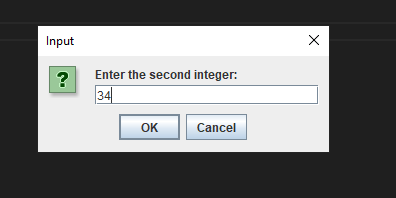 Input
?
Enter the second integer:
34
OK Cancel